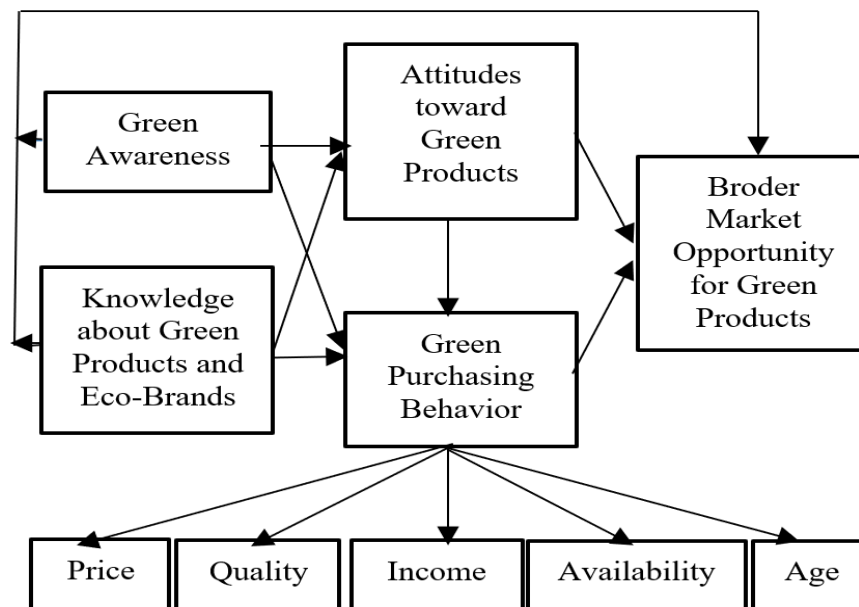 Green
Awareness
Attitudes
toward
Green
Products
Broder
Market
Opportunity
for Green
Products
Knowledge
about Green
Products and
Eco-Brands
Green
Purchasing
Behavior
Price
Quality
Income
Availability
Age